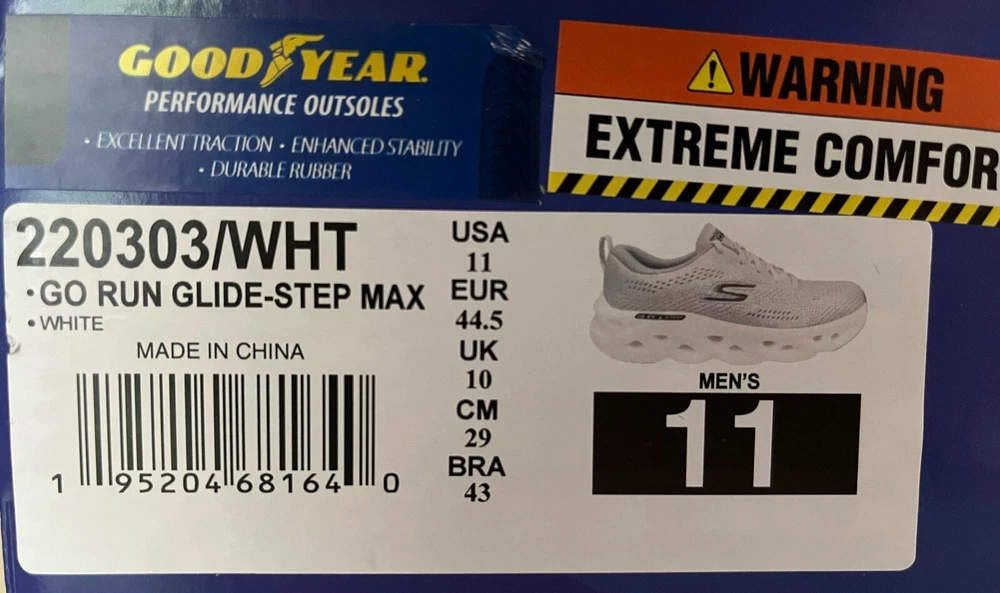 GOOD YEAR.
PERFORMANCE OUTSOLES
• EXCELLENT TRACTION • ENHANCED STABILITY
• DURABLE RUBBER
WARNING
EXTREME COMFOR
220303/WHT
• GO RUN GLIDE-STEP MAX
• WHITE
MADE IN CHINA
1 95204 68164 0
USA
11
EUR
44.5
UK
10
CM
29
BRA
43
MEN'S
11